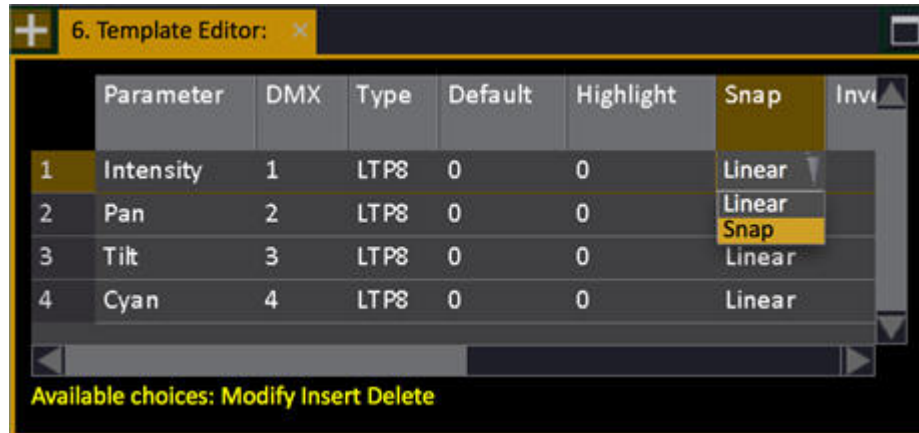 6. Template Editor:
Parameter DMX Type Default Highlight Snap Inve
1 Intensity 1 LTP8 0 0 Linear
2 Pan 2 LTP8 0 0 Linear
Snap
3 Tilt 3 LTP8 0 0 Linear
4 Cyan 4 LTP8 0 0 Linear
Available choices: Modify Insert Delete